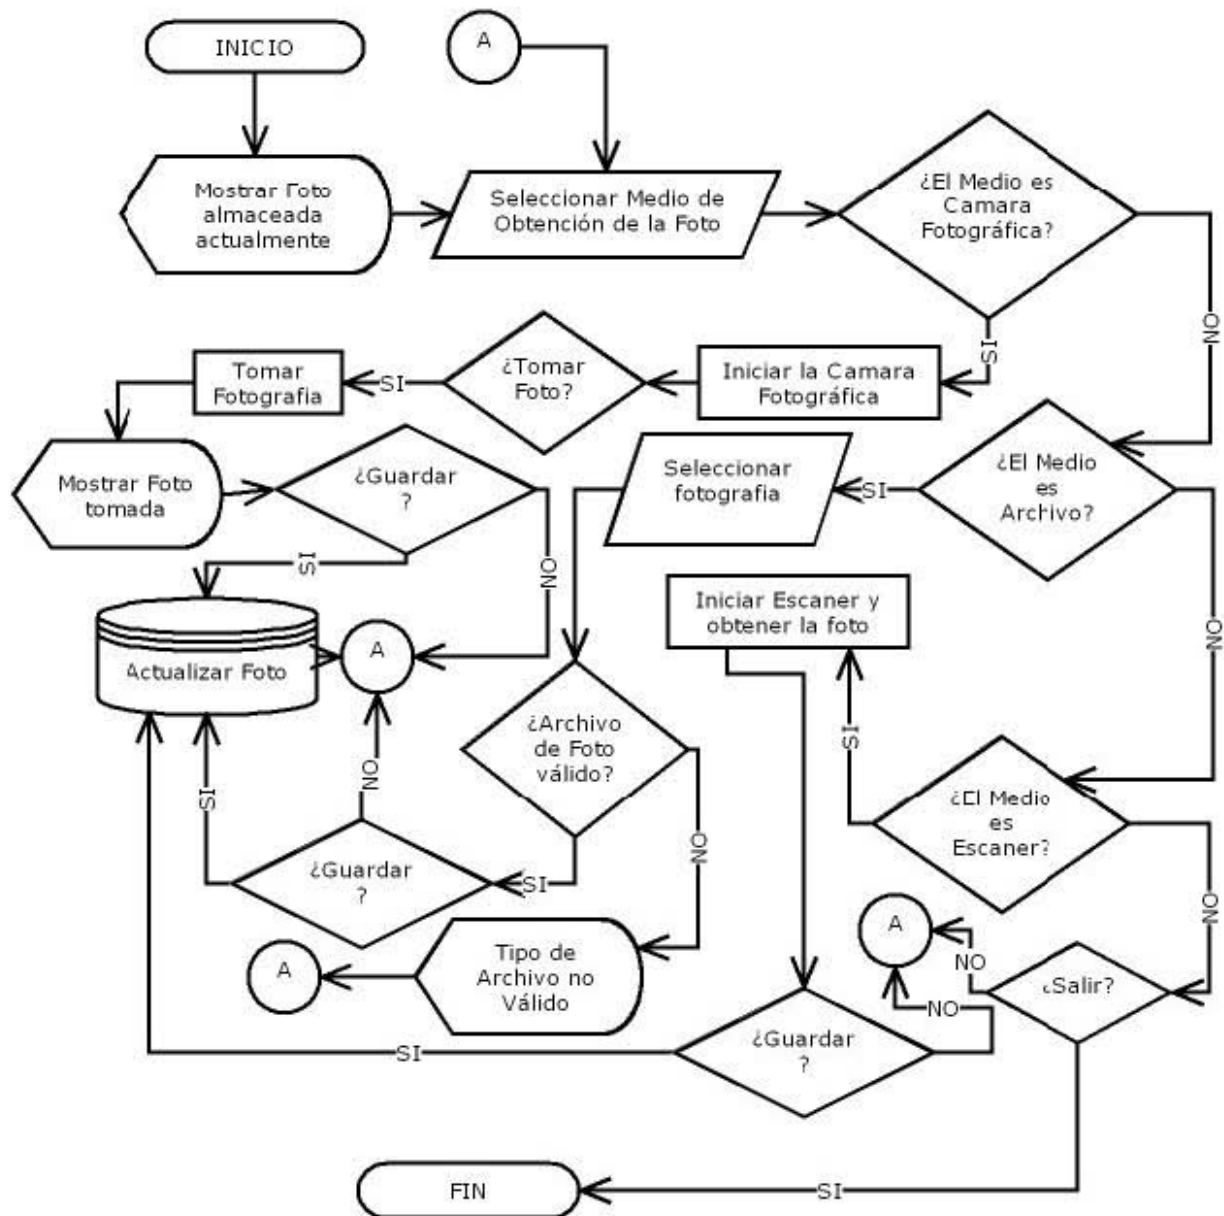 INICIO
A
Mostrar Foto
almaceada
actualmente
Seleccionar Medio de
Obtención de la Foto
¿El Medio es
Camara
Fotográfica?
NO
SI
Iniciar la Camara
Fotográfica
¿Tomar
Foto?
SI
Tomar
Fotografia
Mostrar Foto
tomada
¿Guardar
?
SI
NO
Seleccionar
fotografia
SI
¿El Medio
es
Archivo?
NO
Actualizar Foto
A
Iniciar Escaner y
obtener la foto
¿Archivo
de Foto
válido?
NO
SI
¿Guardar
?
NO
SI
SI
¿El Medio
es
Escaner?
NO
A
Tipo de
Archivo no
Válido
A
NO
¿Salir?
NO
¿Guardar
?
SI
FIN
SI